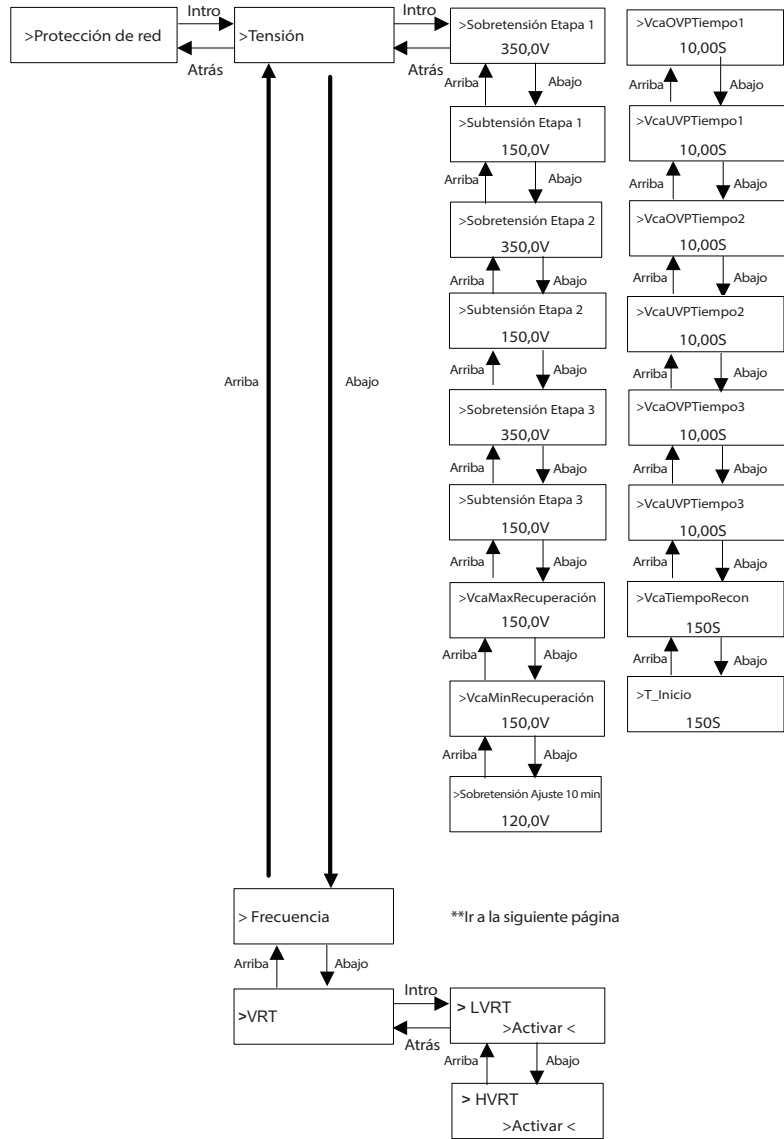 >Protección de red
Intro
Atrás
>Tensión
Intro
Atrás
>Sobretensión Etapa 1
350,0V
Arriba
Abajo
>Subtensión Etapa 1
150,0V
Arriba
Abajo
>Sobretensión Etapa 2
350,0V
Arriba
Abajo
>Subtensión Etapa 2
150,0V
Arriba
Abajo
>Sobretensión Etapa 3
350,0V
Arriba
Abajo
>Subtensión Etapa 3
150,0V
Arriba
Abajo
>VcaMaxRecuperación
150,0V
Arriba
Abajo
>VcaMinRecuperación
150,0V
Arriba
Abajo
>Sobretensión Ajuste 10 min
120,0V
>VcaOVPTiempo1
10,00S
Arriba
Abajo
>VcaUVPTiempo1
10,00S
Arriba
Abajo
>VcaOVPTiempo2
10,00S
Arriba
Abajo
>VcaUVPTiempo2
10,00S
Arriba
Abajo
>VcaOVPTiempo3
10,00S
Arriba
Abajo
>VcaUVPTiempo3
10,00S
Arriba
Abajo
>VcaTiempoRecon
150S
Arriba
Abajo
>T_Inicio
150S
Arriba
Abajo
> Frecuencia
**Ir a la siguiente página
Arriba
Abajo
>VRT
Intro
Atrás
> LVRT
>Activar <
Arriba
Abajo
> HVRT
>Activar <